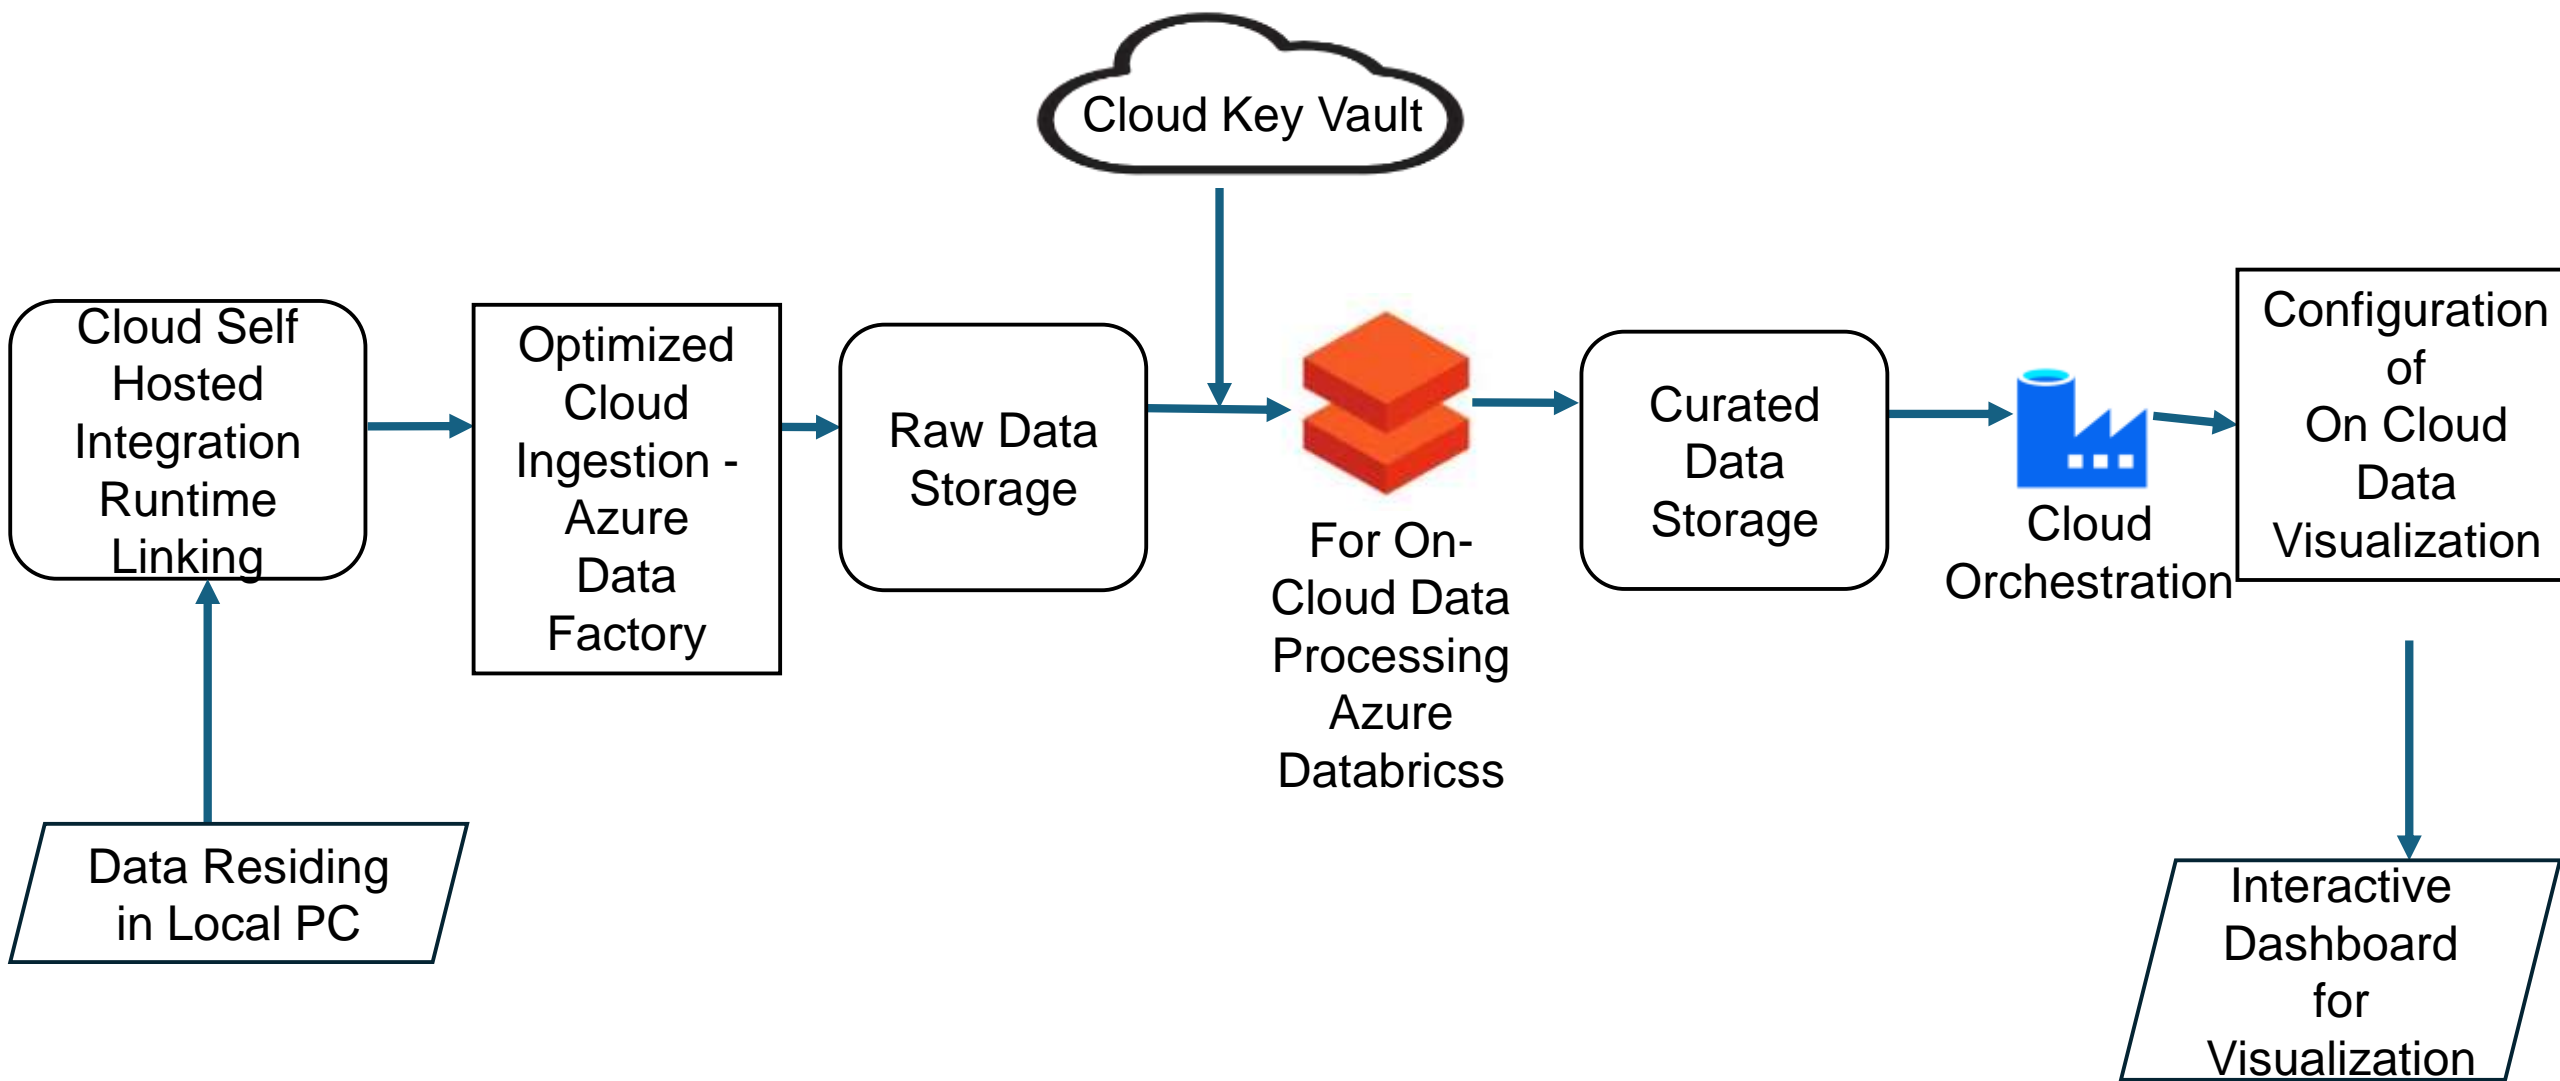 Cloud Key Vault
Cloud Self
Hosted
Integration
Runtime
Linking
Optimized
Cloud
Ingestion -
Azure
Data
Factory
Raw Data
Storage
For On-
Cloud Data
Processing
Azure
Databricss
Curated
Data
Storage
Cloud
Orchestration
Configuration
of
On Cloud
Data
Visualization
Data Residing
in Local PC
Interactive
Dashboard
for
Visualization